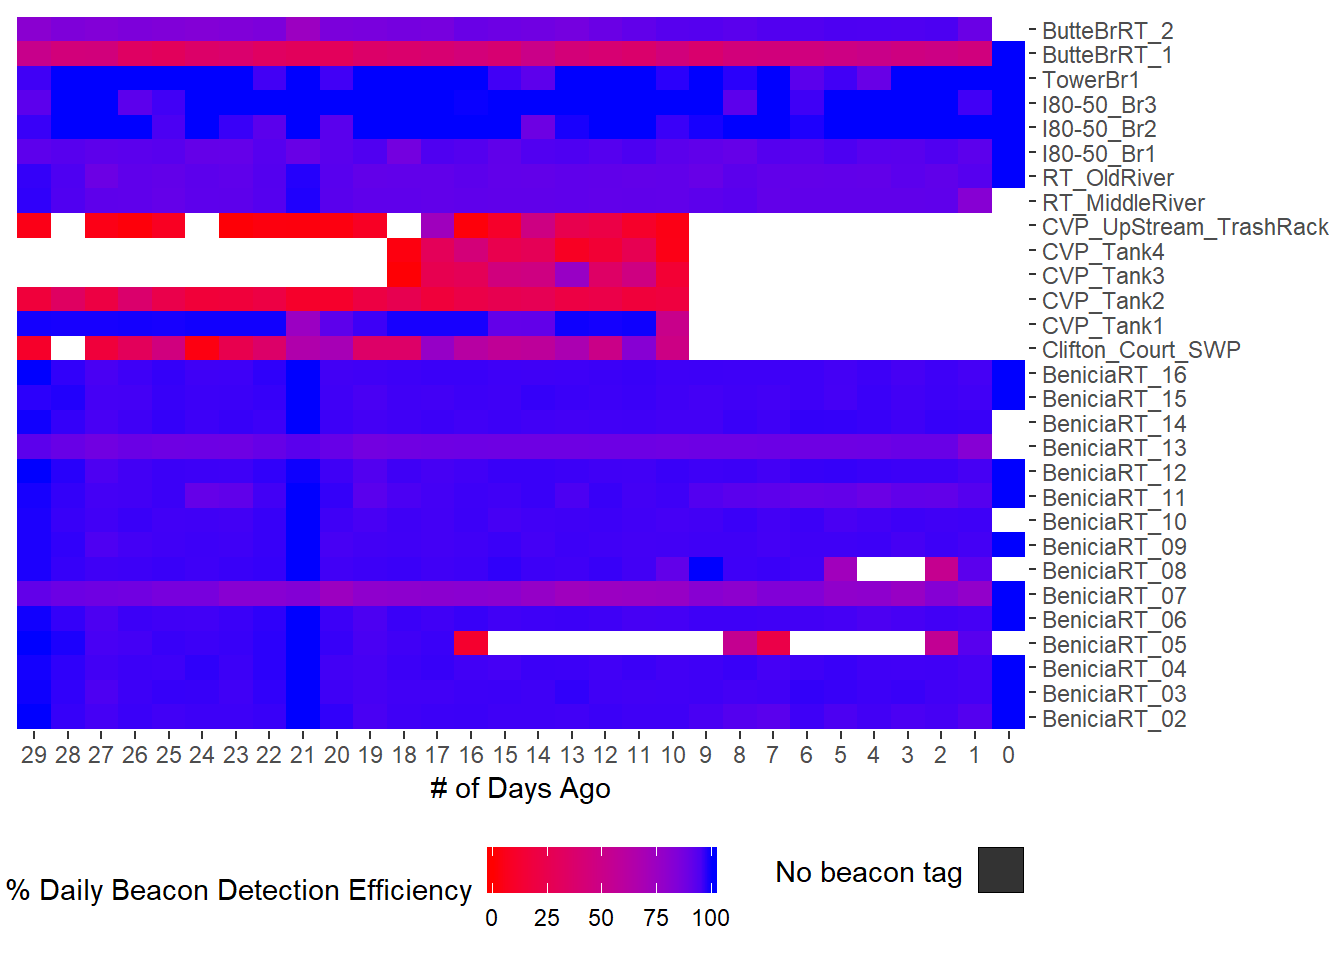 ButteBrRT_2
ButteBrRT_1
TowerBr1
I80-50_Br3
I80-50_Br2
I80-50_Br1
RT_OldRiver
RT_MiddleRiver
CVP_UpStream_TrashRack
CVP_Tank4
CVP_Tank3
CVP_Tank2
CVP_Tank1
Clifton_Court_SWP
BeniciaRT_16
BeniciaRT_15
BeniciaRT_14
BeniciaRT_13
BeniciaRT_12
BeniciaRT_11
BeniciaRT_10
BeniciaRT_09
BeniciaRT_08
BeniciaRT_07
BeniciaRT_06
BeniciaRT_05
BeniciaRT_04
BeniciaRT_03
BeniciaRT_02
29 28 27 26 25 24 23 22 21 20 19 18 17 16 15 14 13 12 11 10 9 8 7 6 5 4 3 2 1 0
# of Days Ago
% Daily Beacon Detection Efficiency
0 25 50 75 100
No beacon tag